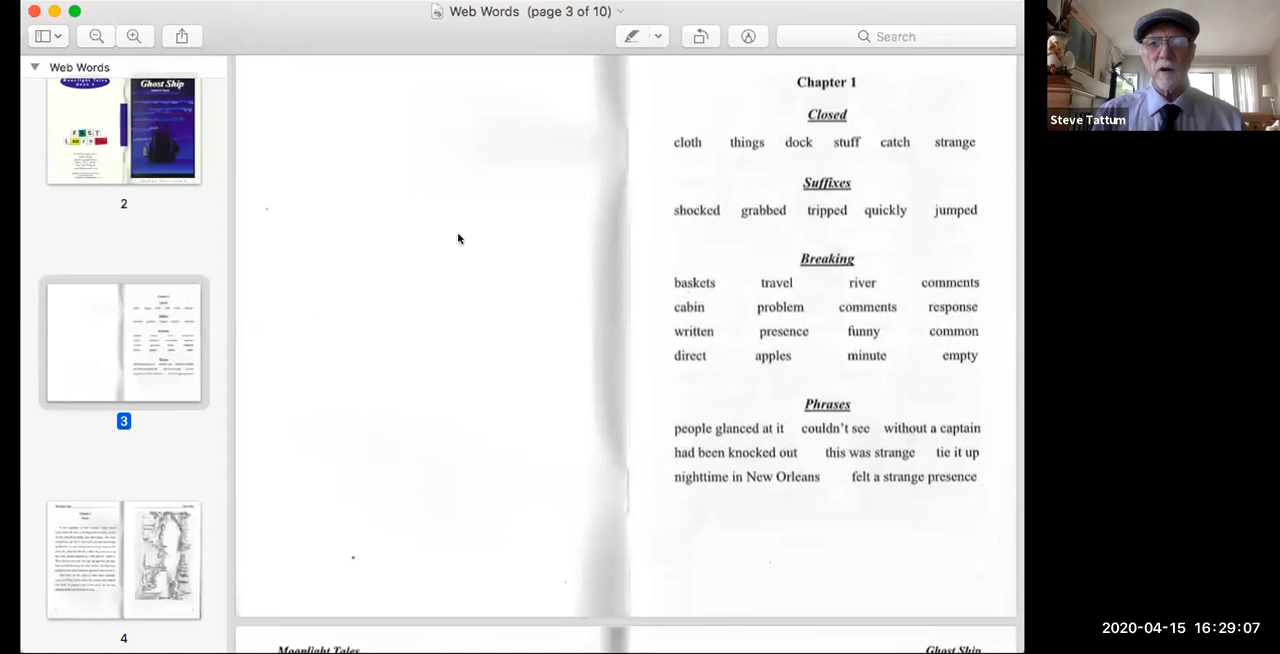 Web Words (page 3 of 10)
Search
Web Words
Ghost Ship
2
3
4
Chapter 1
Closed
cloth things dock stuff catch strange
Suffixes
shocked grabbed tripped quickly jumped
Breaking
baskets travel river comments
cabin problem comments response
written presence funny common
direct apples minute empty
Phrases
people glanced at it couldn't see without a captain
had been knocked out this was strange tie it up
nighttime in New Orleans felt a strange presence
Moonlight Tales Ghost Ship
Steve Tattum
2020-04-15 16:29:07